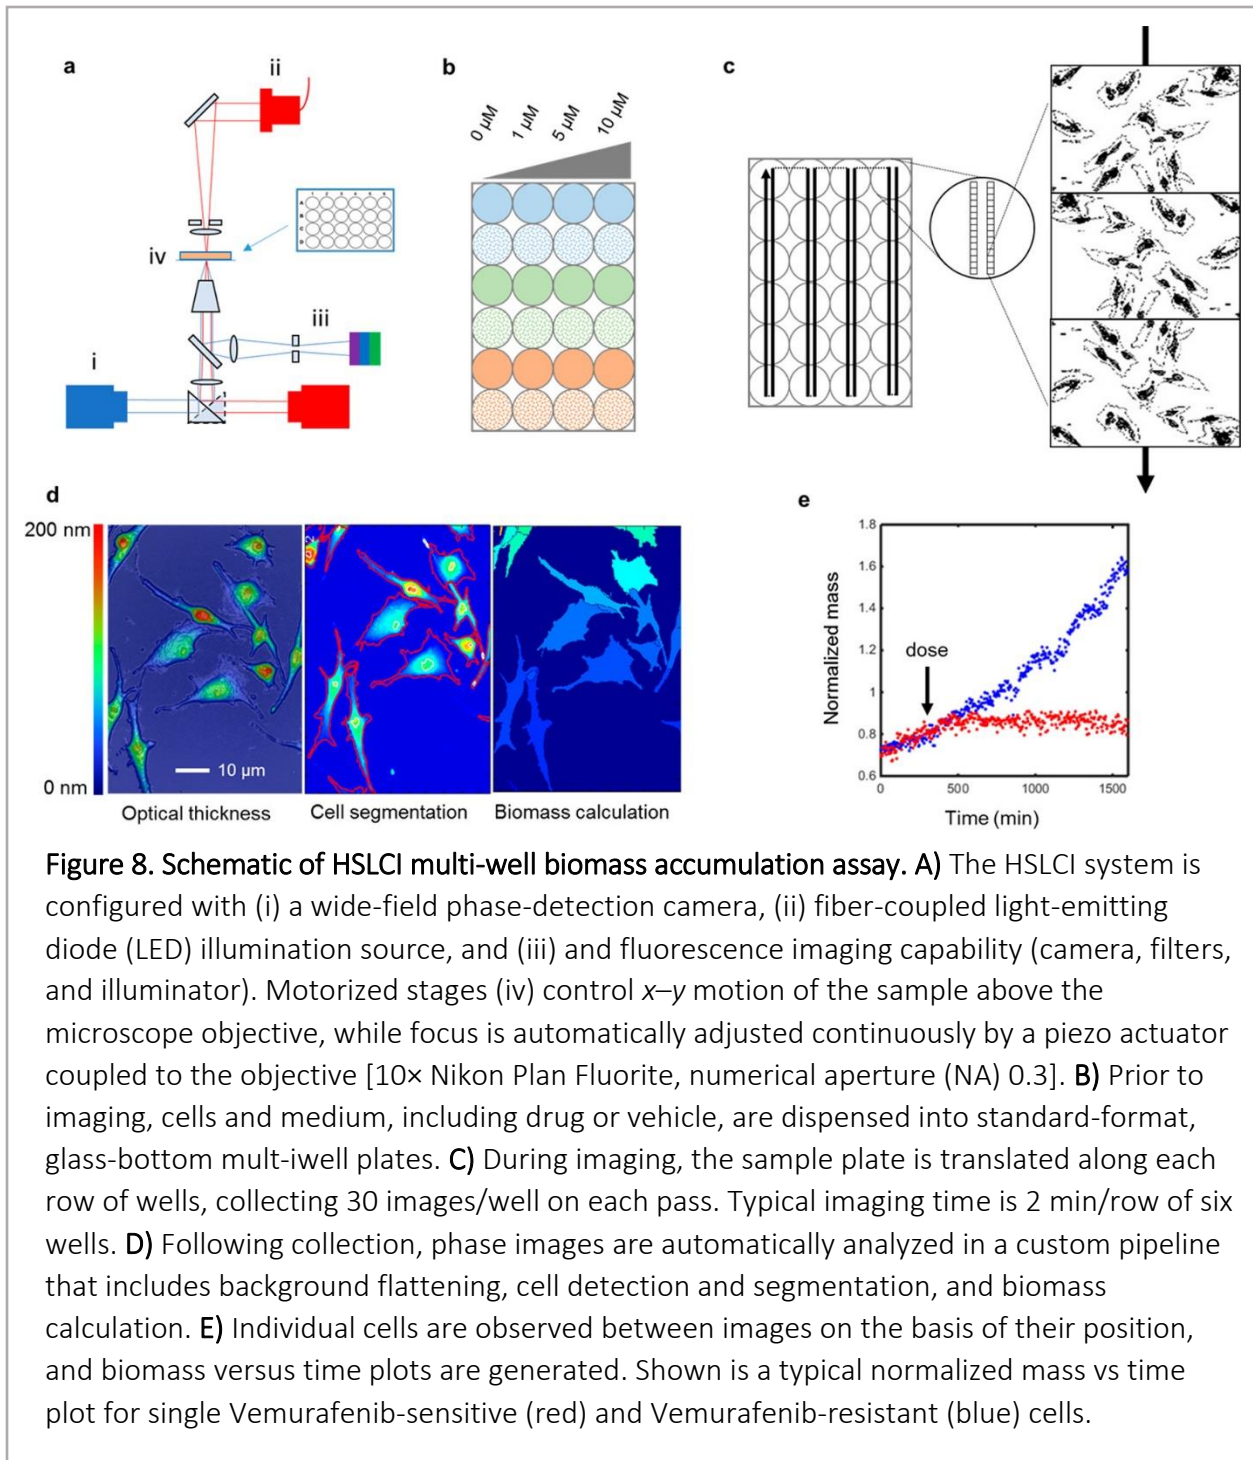 a
ii
iv
1 2 3 4 5 6
A
B
C
D
iii
i
b
0 µM
1 µM
5 µM
10 µM
c
d
200 nm
0 nm
10 µm
Optical thickness
Cell segmentation
Biomass calculation
e
1.8
1.6
1.4
1.2
1
0.8
0.6
Normalized mass
dose
0 500 1000 1500
Time (min)
Figure 8. Schematic of HSLCI multi-well biomass accumulation assay. A) The HSLCI system is
configured with (i) a wide-field phase-detection camera, (ii) fiber-coupled light-emitting
diode (LED) illumination source, and (iii) and fluorescence imaging capability (camera, filters,
and illuminator). Motorized stages (iv) control x–y motion of the sample above the
microscope objective, while focus is automatically adjusted continuously by a piezo actuator
coupled to the objective [10× Nikon Plan Fluorite, numerical aperture (NA) 0.3]. B) Prior to
imaging, cells and medium, including drug or vehicle, are dispensed into standard-format,
glass-bottom mult-iwell plates. C) During imaging, the sample plate is translated along each
row of wells, collecting 30 images/well on each pass. Typical imaging time is 2 min/row of six
wells. D) Following collection, phase images are automatically analyzed in a custom pipeline
that includes background flattening, cell detection and segmentation, and biomass
calculation. E) Individual cells are observed between images on the basis of their position,
and biomass versus time plots are generated. Shown is a typical normalized mass vs time
plot for single Vemurafenib-sensitive (red) and Vemurafenib-resistant (blue) cells.